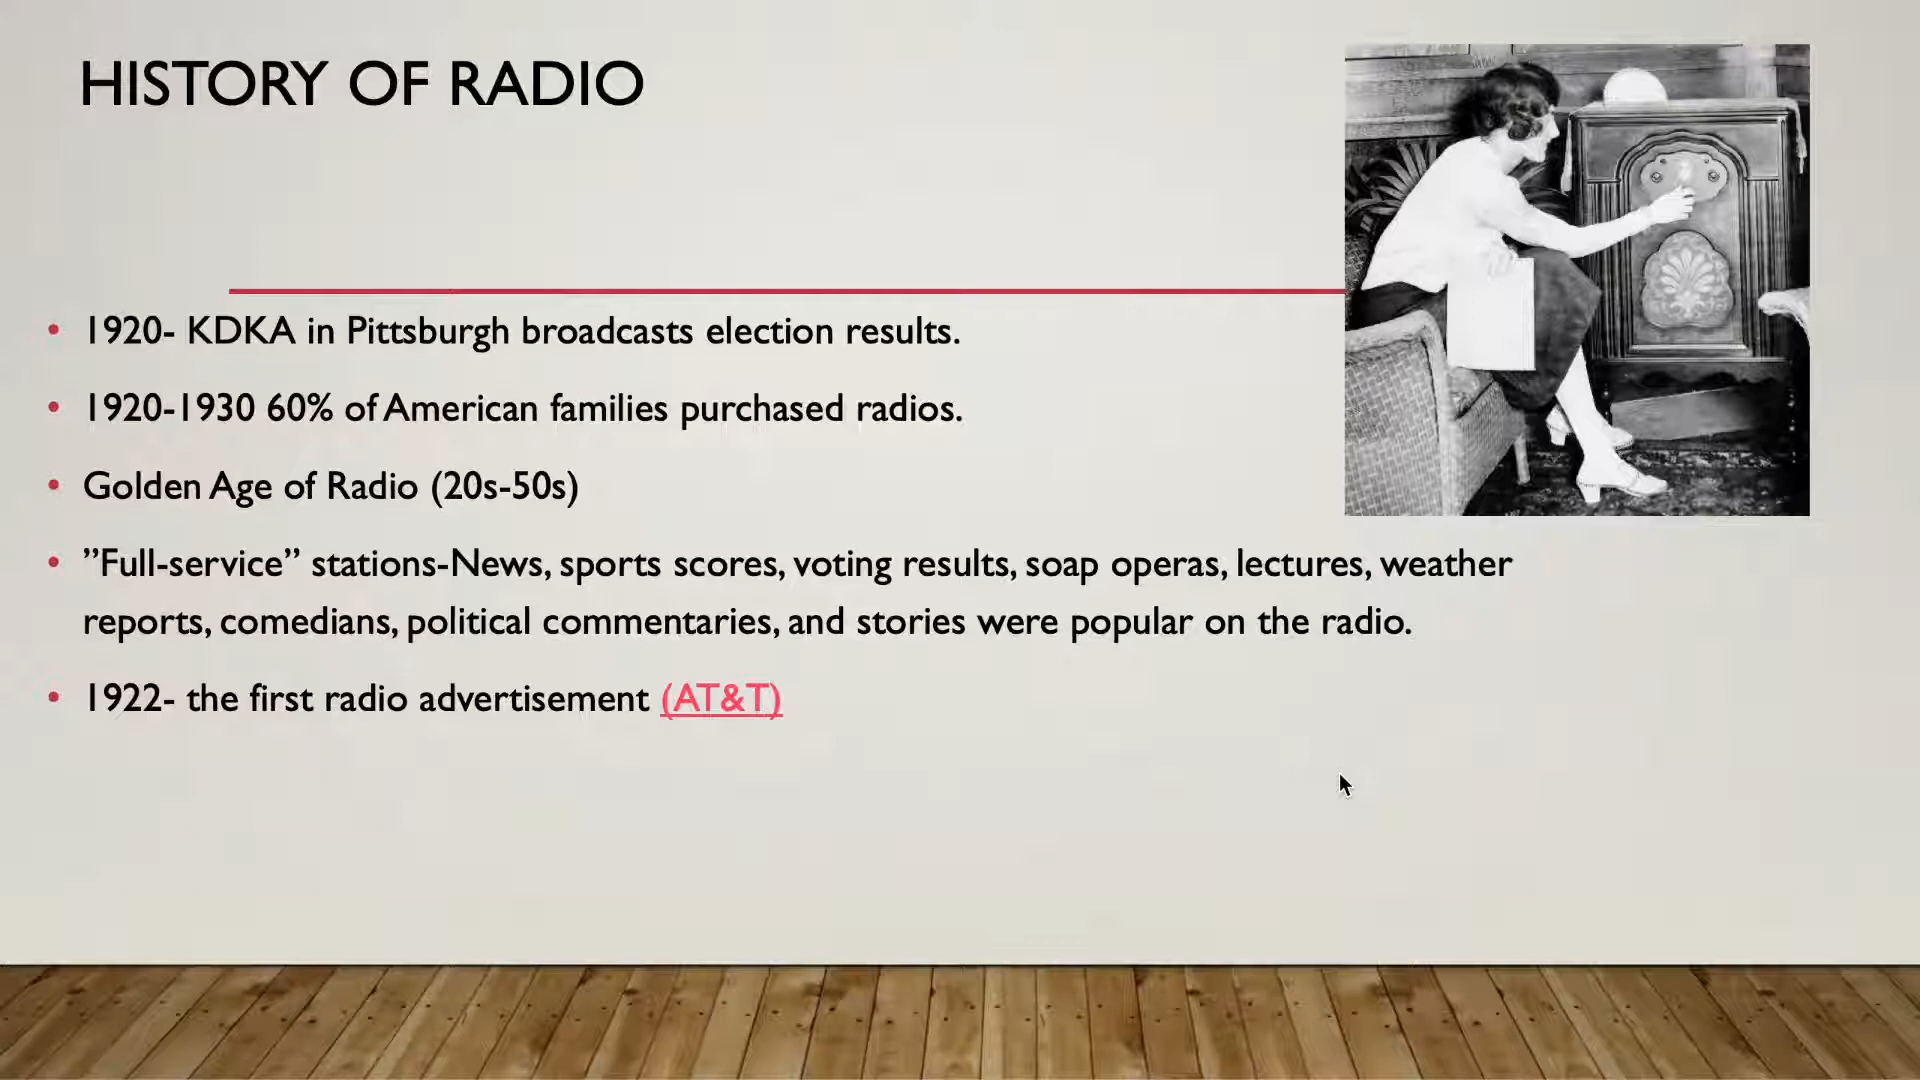 HISTORY OF RADIO
• 1920- KDKA in Pittsburgh broadcasts election results.
• 1920-1930 60% of American families purchased radios.
• Golden Age of Radio (20s-50s)
• ”Full-service” stations-News, sports scores, voting results, soap operas, lectures, weather
reports, comedians, political commentaries, and stories were popular on the radio.
• 1922- the first radio advertisement (AT&T)